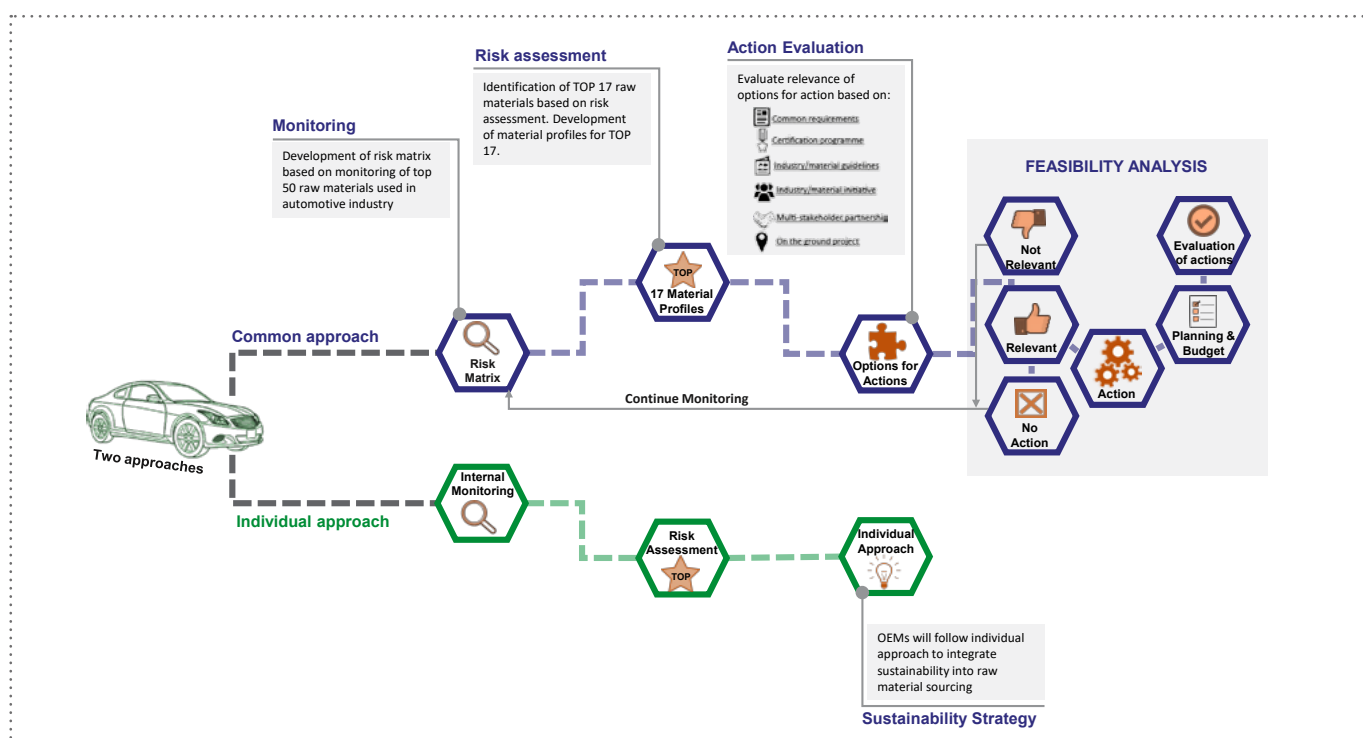 Action Evaluation
Evaluate relevance of
options for action based on:
Common requirements
Certification programme
Industry/material guidelines
Industry/material initiative
Multi-stakeholder partnership
On the ground project
Risk assessment
Identification of TOP 17 raw
materials based on risk
assessment. Development
of material profiles for TOP
17.
Monitoring
Development of risk matrix
based on monitoring of top
50 raw materials used in
automotive industry
FEASIBILITY ANALYSIS
Not
Relevant
Evaluation
of actions
TOP
17 Material
Profiles
Common approach
Risk
Matrix
Options for
Actions
Relevant
Planning &
Budget
Action
Continue Monitoring
No
Action
Two approaches
Individual approach
Internal
Monitoring
Risk
Assessment
TOP
Individual
Approach
OEMs will follow individual
approach to integrate
sustainability into raw
material sourcing
Sustainability Strategy